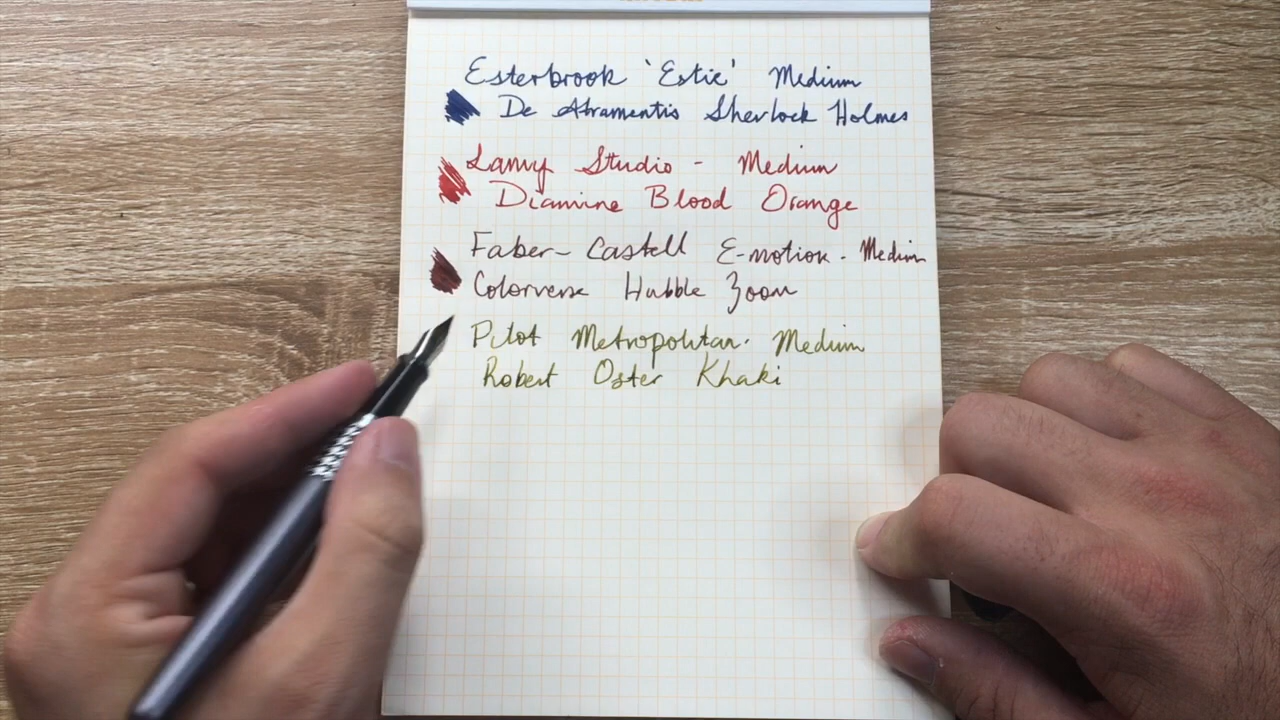 Esterbrook 'Estie' Medium
De Atramentis Sherlock Holmes
Lamy Studio - Medium
Diamine Blood Orange
Faber-Castell E-motion - Medium
Colorverse Hubble Zoom
Pilot Metropolitan - Medium
Robert Oster Khaki